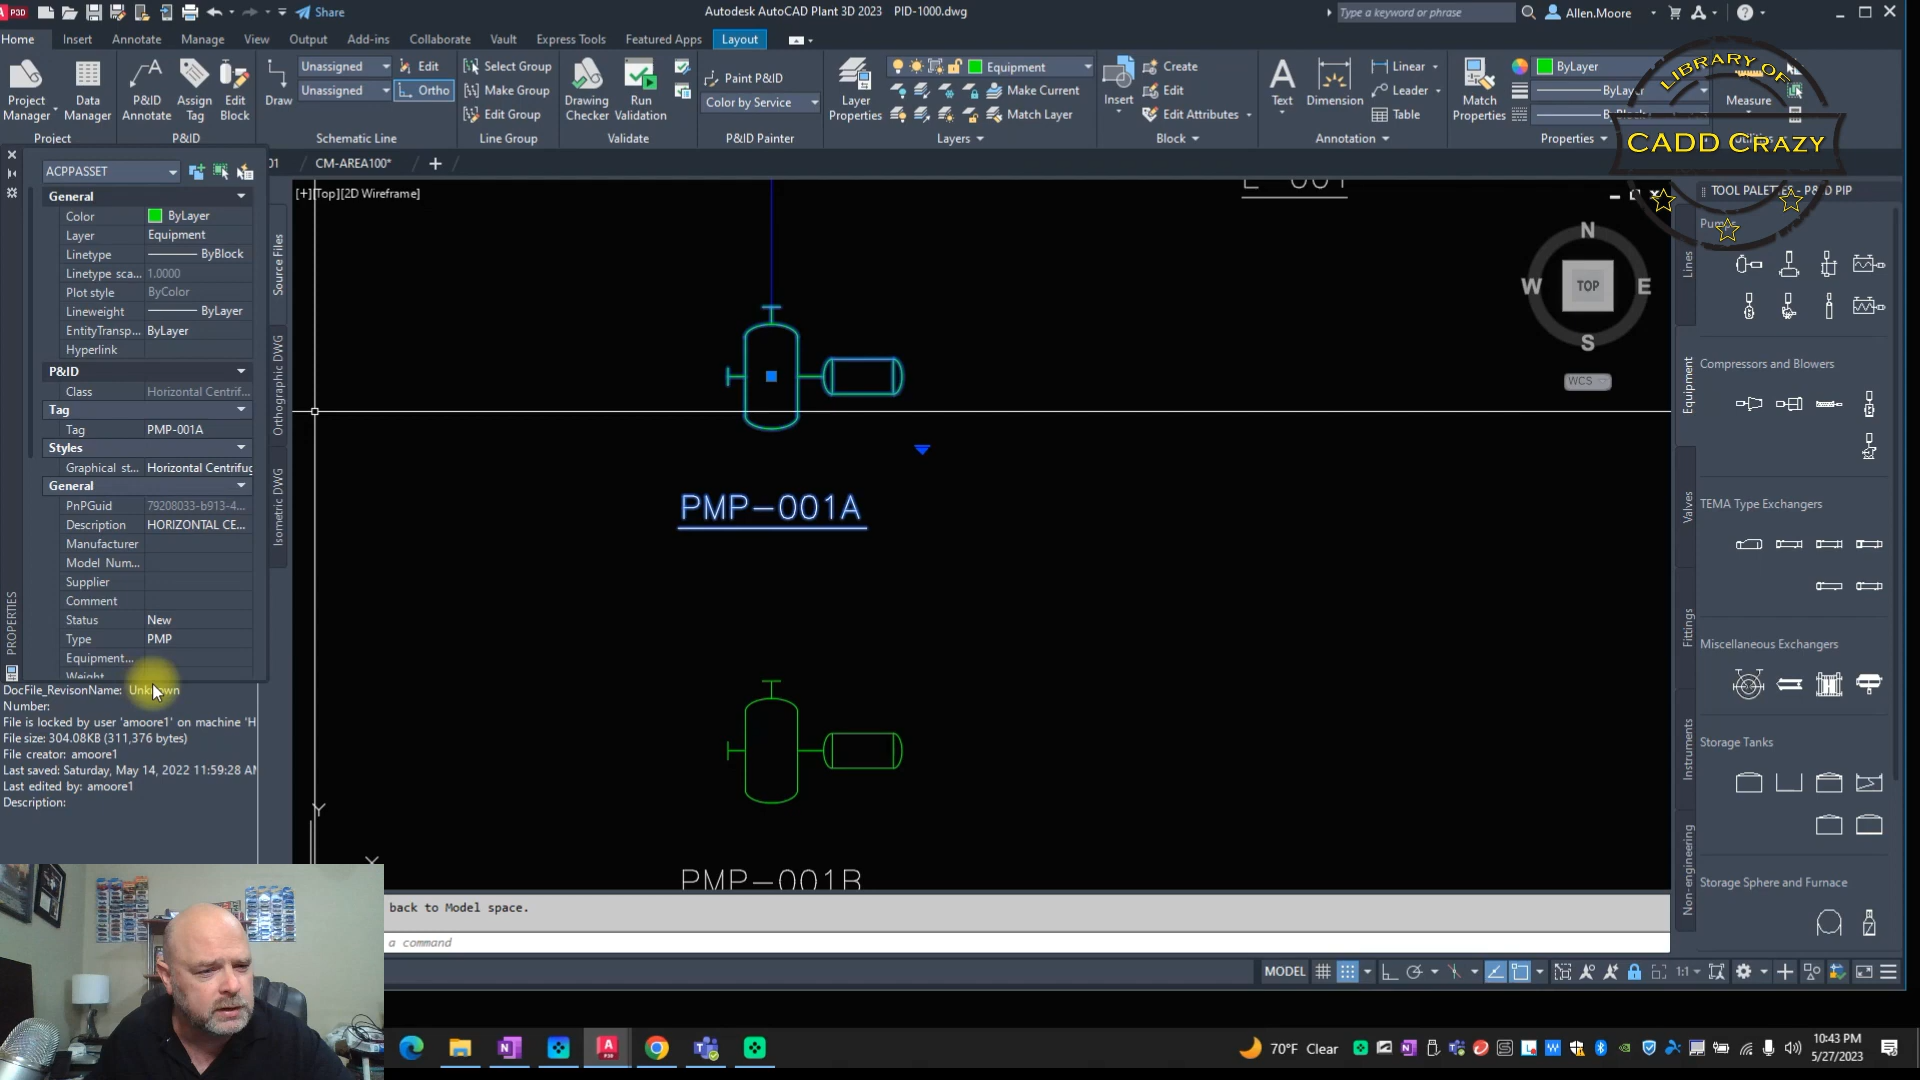 Share
Autodesk AutoCAD Plant 3D 2023 PID-1000.dwg
Type a keyword or phrase
Allen.Moore
Home Insert Annotate Manage View Output Add-ins Collaborate Vault Express Tools Featured Apps Layout
Project Manager
Data Manager
Project
P&ID Annotate
Assign Tag
Edit Block
P&ID
Draw
Unassigned
Unassigned
Edit
Ortho
Schematic Line
Select Group
Make Group
Edit Group
Line Group
Drawing Checker
Run Validation
Validate
Paint P&ID
Color by Service
P&ID Painter
Layer Properties
Equipment
Make Current
Match Layer
Layers
Insert
Create
Edit
Edit Attributes
Block
Text
Dimension
Linear
Leader
Table
Annotation
Match Properties
ByLayer
Properties
Measure
LIBRARY OF
CADD CRAZY
01 CM-AREA100*
ACPPASSET
General
Color ByLayer
Layer Equipment
Linetype ByBlock
Linetype sca... 1.0000
Plot style ByColor
Lineweight ByLayer
EntityTransp... ByLayer
Hyperlink
P&ID
Class Horizontal Centrif...
Tag
Tag PMP-001A
Styles
Graphical st... Horizontal Centrifug
General
PnPGuid 79208033-b913-4...
Description HORIZONTAL CE...
Manufacturer
Model Num...
Supplier
Comment
Status New
Type PMP
Equipment...
Weight
PROPERTIES
Source Files
Orthographic DWG
Isometric DWG
DocFile_RevisonName: Unknown
Number:
File is locked by user 'amoore1' on machine 'H
File size: 304.08KB (311,376 bytes)
File creator: amoore1
Last saved: Saturday, May 14, 2022 11:59:28 AM
Last edited by: amoore1
Description:
[+][Top][2D Wireframe]
E-001
PMP-001A
PMP-001B
Y
X
N
W TOP E
S
WCS
TOOL PALETTES - P&ID PIP
Lines
Equipment
Valves
Fittings
Instruments
Non-engineering
Pumps
Compressors and Blowers
TEMA Type Exchangers
Miscellaneous Exchangers
Storage Tanks
Storage Sphere and Furnace
back to Model space.
a command
MODEL
1:1
70°F Clear
10:43 PM
5/27/2023